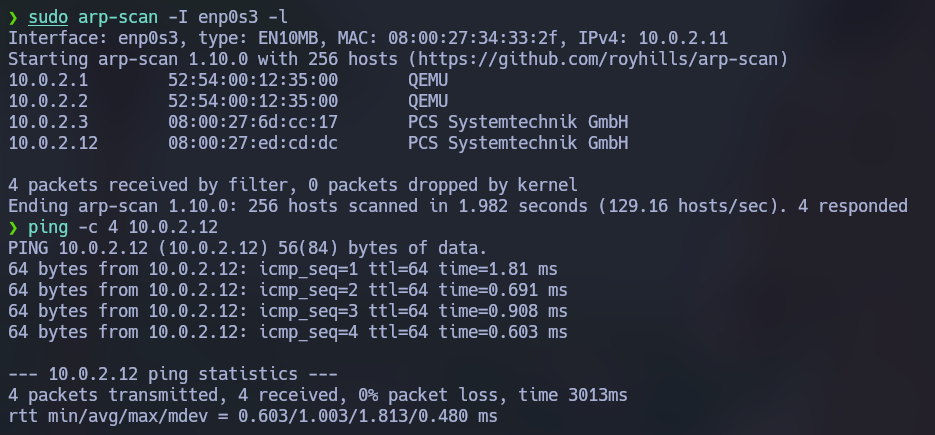 ❯ sudo arp-scan -I enp0s3 -l
Interface: enp0s3, type: EN10MB, MAC: 08:00:27:34:33:2f, IPv4: 10.0.2.11
Starting arp-scan 1.10.0 with 256 hosts (https://github.com/royhills/arp-scan)
10.0.2.1        52:54:00:12:35:00       QEMU
10.0.2.2        52:54:00:12:35:00       QEMU
10.0.2.3        08:00:27:6d:cc:17       PCS Systemtechnik GmbH
10.0.2.12       08:00:27:ed:cd:dc       PCS Systemtechnik GmbH
4 packets received by filter, 0 packets dropped by kernel
Ending arp-scan 1.10.0: 256 hosts scanned in 1.982 seconds (129.16 hosts/sec). 4 responded
❯ ping -c 4 10.0.2.12
PING 10.0.2.12 (10.0.2.12) 56(84) bytes of data.
64 bytes from 10.0.2.12: icmp_seq=1 ttl=64 time=1.81 ms
64 bytes from 10.0.2.12: icmp_seq=2 ttl=64 time=0.691 ms
64 bytes from 10.0.2.12: icmp_seq=3 ttl=64 time=0.908 ms
64 bytes from 10.0.2.12: icmp_seq=4 ttl=64 time=0.603 ms
--- 10.0.2.12 ping statistics ---
4 packets transmitted, 4 received, 0% packet loss, time 3013ms
rtt min/avg/max/mdev = 0.603/1.003/1.813/0.480 ms